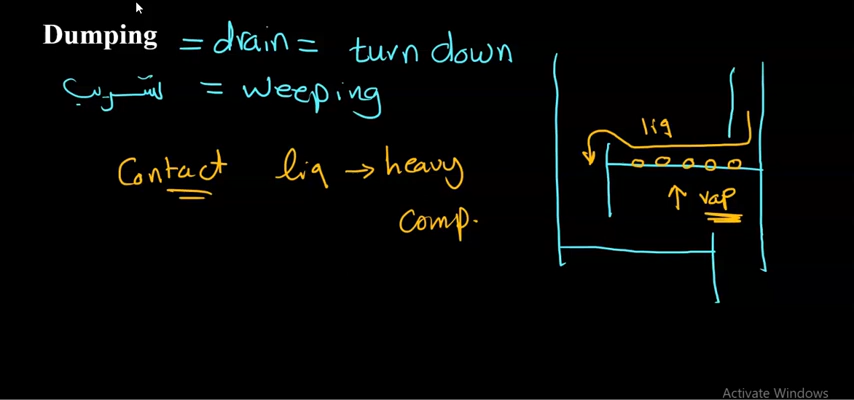 Dumping = drain = turn down
تسريب = weeping
Contact liq → heavy
comp.
liq
↑ vap
Activate Windows